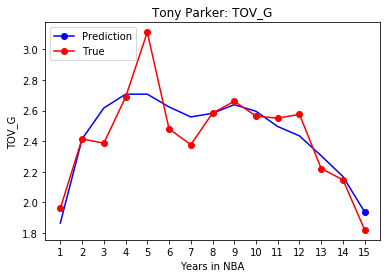 Tony Parker: TOV_G
Prediction
True
TOV_G
3.0
2.8
2.6
2.4
2.2
2.0
1.8
1 2 3 4 5 6 7 8 9 10 11 12 13 14 15
Years in NBA